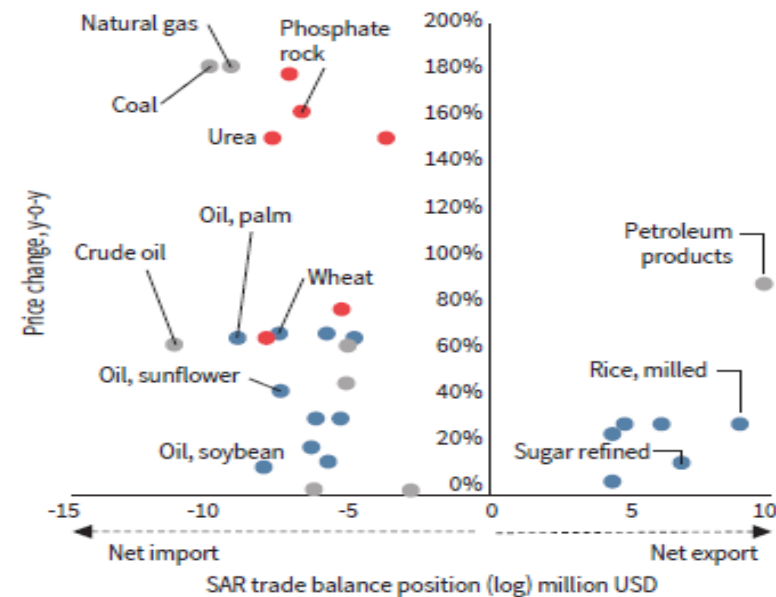 Natural gas
Phosphate
rock
Coal
Urea
Oil, palm
Crude oil
Wheat
Oil, sunflower
Oil, soybean
Petroleum
products
Rice, milled
Sugar refined
Price change, y-o-y
200%
180%
160%
140%
120%
100%
80%
60%
40%
20%
0%
-15
-10
-5
0
5
10
Net import
Net export
SAR trade balance position (log) million USD